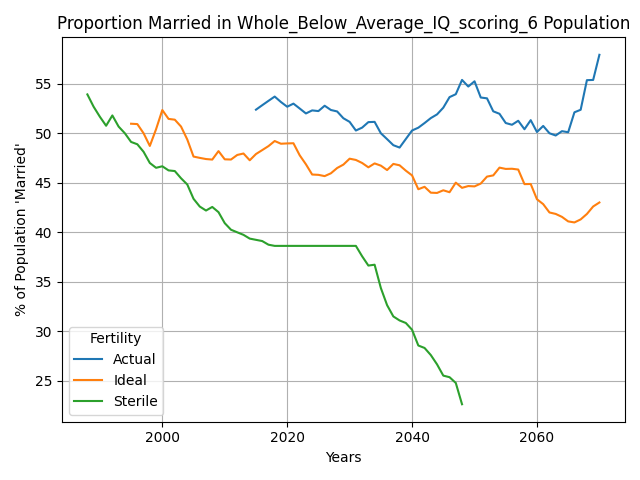 Proportion Married in Whole_Below_Average_IQ_scoring_6 Population
% of Population 'Married'
55
50
45
40
35
30
25
Fertility
Actual
Ideal
Sterile
2000 2020 2040 2060
Years